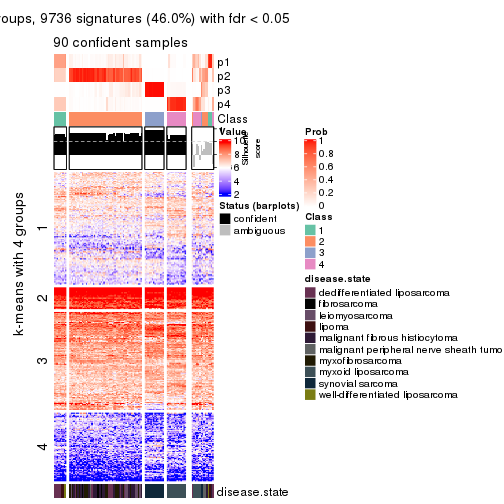 oups, 9736 signatures (46.0%) with fdr < 0.05
90 confident samples
p1
p2
p3
p4
Class
Silhouette score
k-means with 4 groups
1
2
3
4
disease.state
Value
10
8
6
4
2
Status (barplots)
confident
ambiguous
Prob
1
0.8
0.6
0.4
0.2
0
Class
1
2
3
4
disease.state
dedifferentiated liposarcoma
fibrosarcoma
leiomyosarcoma
lipoma
malignant fibrous histiocytoma
malignant peripheral nerve sheath tumo
myxofibrosarcoma
myxoid liposarcoma
synovial sarcoma
well-differentiated liposarcoma